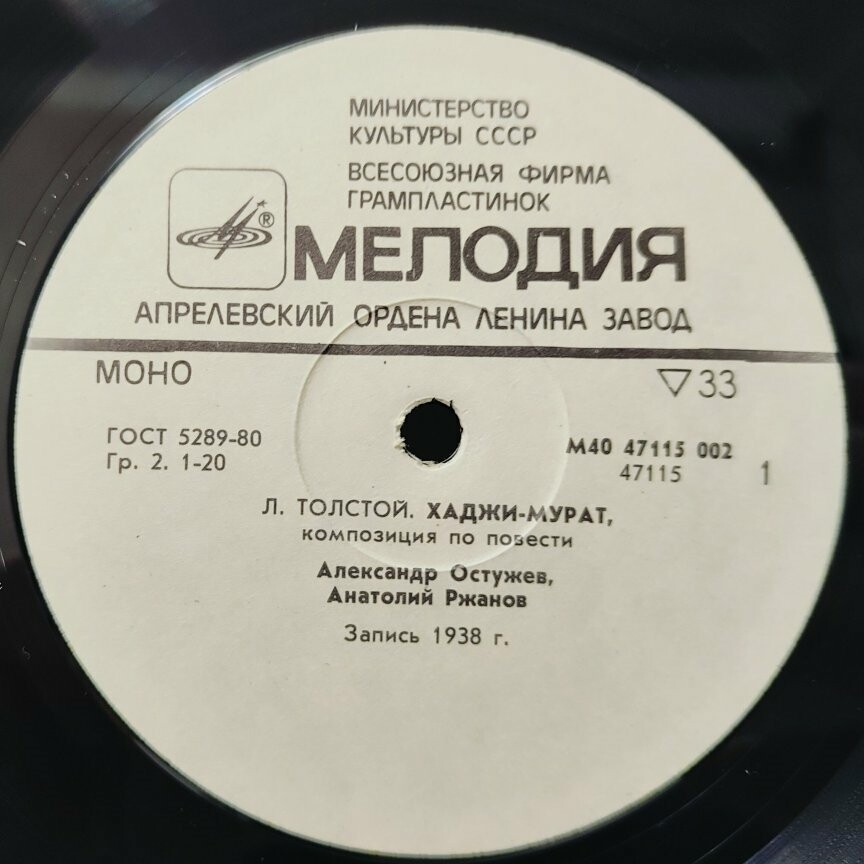 МИНИСТЕРСТВО
КУЛЬТУРЫ СССР
ВСЕСОЮЗНАЯ ФИРМА
ГРАМПЛАСТИНОК
®
МЕЛОДИЯ
АПРЕЛЕВСКИЙ ОРДЕНА ЛЕНИНА ЗАВОД
МОНО
▽33
ГОСТ 5289-80
Гр. 2. 1-20
М40 47115 002
47115
1
Л. ТОЛСТОЙ. ХАДЖИ-МУРАТ,
композиция по повести
Александр Остужев,
Анатолий Ржанов
Запись 1938 г.